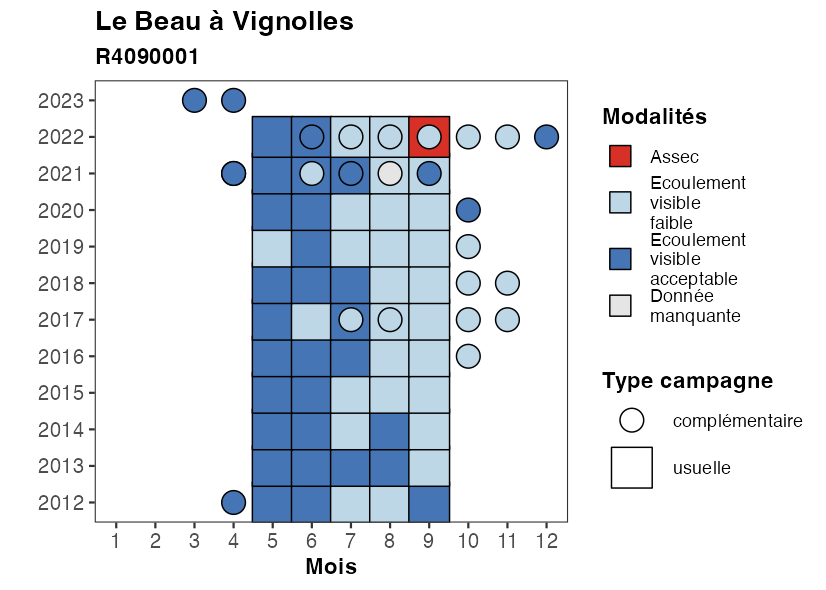 Le Beau à Vignolles
R4090001
2023
2022
2021
2020
2019
2018
2017
2016
2015
2014
2013
2012
1 2 3 4 5 6 7 8 9 10 11 12
Mois
Modalités
Assec
Ecoulement
visible
faible
Ecoulement
visible
acceptable
Donnée
manquante
Type campagne
complémentaire
usuelle